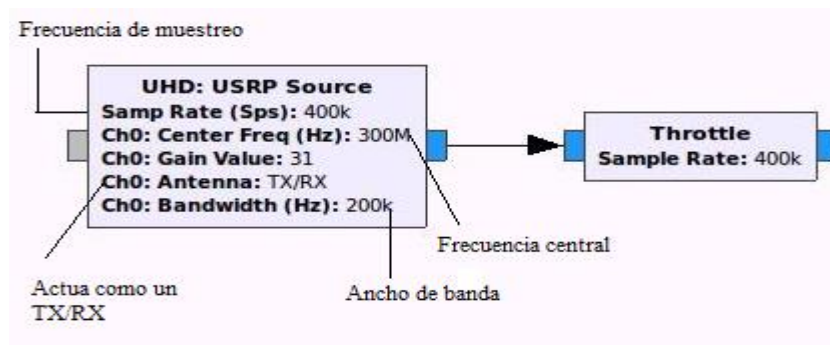 Frecuencia de muestreo
UHD: USRP Source
Samp Rate (Sps): 400k
Ch0: Center Freq (Hz): 300M
Ch0: Gain Value: 31
Ch0: Antenna: TX/RX
Ch0: Bandwidth (Hz): 200k
Throttle
Sample Rate: 400k
Frecuencia central
Actua como un
TX/RX
Ancho de banda